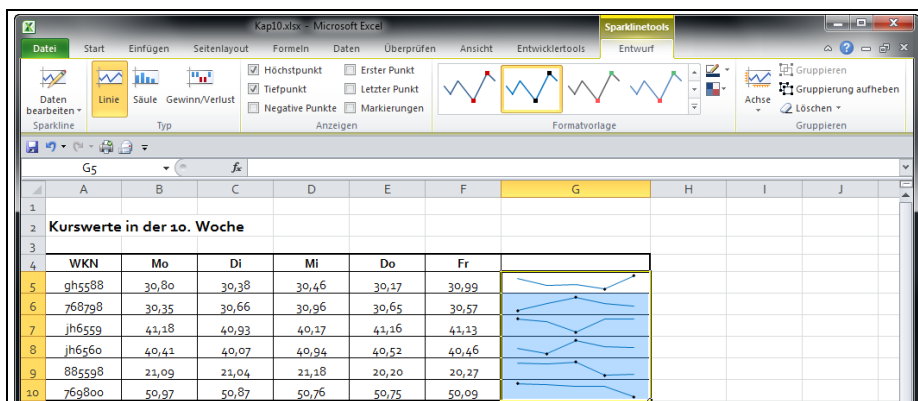 Kap10.xlsx - Microsoft Excel
Sparklinetools
Datei Start Einfügen Seitenlayout Formeln Daten Überprüfen Ansicht Entwicklertools Entwurf
Daten bearbeiten
Linie Säule Gewinn/Verlust
Höchstpunkt Erster Punkt
Tiefpunkt Letzter Punkt
Negative Punkte Markierungen
Achse
Gruppieren
Gruppierung aufheben
Löschen
Sparkline Typ Anzeigen Formatvorlage Gruppieren
G5 fx
A B C D E F G H I J
1
2 Kurswerte in der 10. Woche
3
4 WKN Mo Di Mi Do Fr
5 gh5588 30,80 30,38 30,46 30,17 30,99
6 768798 30,35 30,66 30,96 30,65 30,57
7 jh6559 41,18 40,93 40,17 41,16 41,13
8 jh6560 40,41 40,07 40,94 40,52 40,46
9 885598 21,09 21,04 21,18 20,20 20,27
10 769800 50,97 50,87 50,76 50,75 50,09